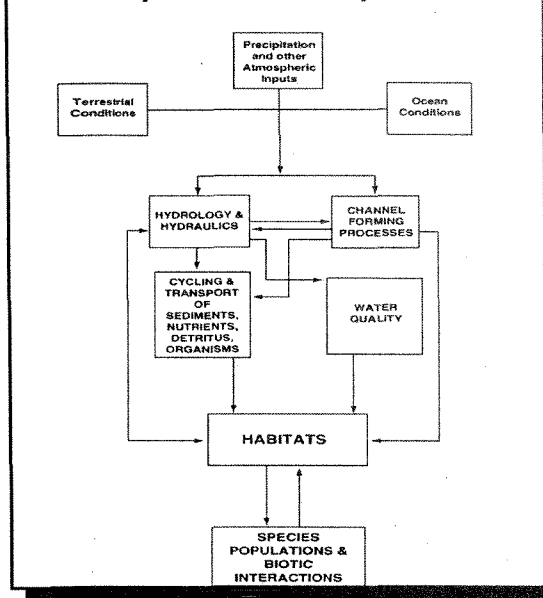 Precipitation
and other
Atmospheric
Inputs
Terrestrial
Conditions
Ocean
Conditions
HYDROLOGY &
HYDRAULICS
CHANNEL
FORMING
PROCESSES
CYCLING &
TRANSPORT
OF
SEDIMENTS,
NUTRIENTS,
DETRITUS,
ORGANISMS
WATER
QUALITY
HABITATS
SPECIES
POPULATIONS &
BIOTIC
INTERACTIONS